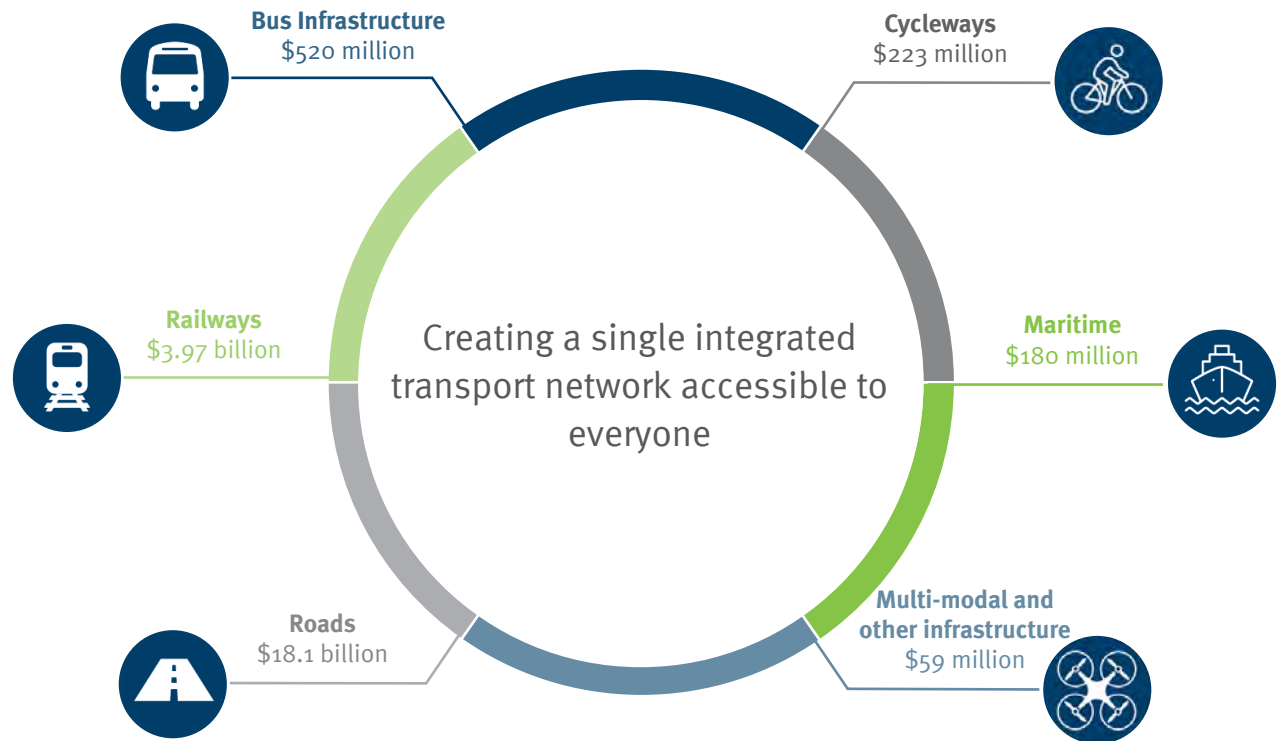 Bus Infrastructure
$520 million
Cycleways
$223 million
Railways
$3.97 billion
Creating a single integrated
transport network accessible to
everyone
Maritime
$180 million
Roads
$18.1 billion
Multi-modal and
other infrastructure
$59 million